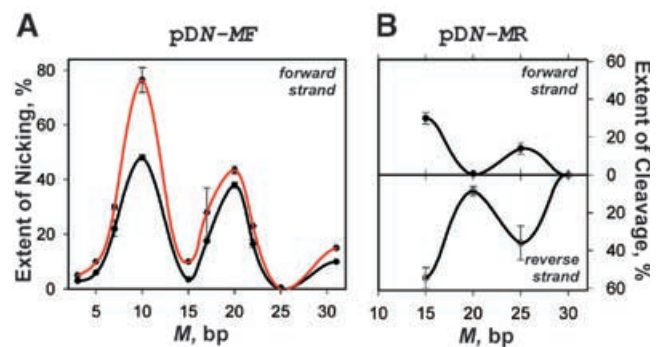 A pDN-MF
Extent of Nicking, %
80
60
40
20
0
forward
strand
5 10 15 20 25 30
M, bp
B pDN-MR
forward
strand
60
40
20
0
20
40
60
Extent of Cleavage, %
reverse
strand
10 15 20 25 30
M, bp